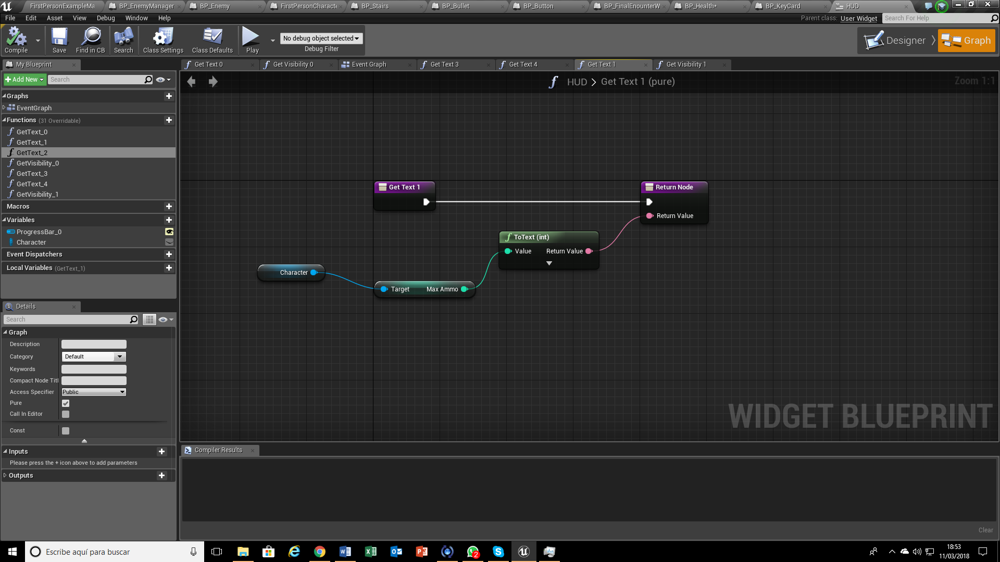 FirstPersonExampleMa
BP_EnemyManager
BP_Enemy
FirstPersonCharact
BP_Stairs
BP_Bullet
BP_Button
BP_FinalEnounterW
BP_Health*
BP_KeyCard
HUD
File Edit Asset View Debug Window Help
Parent class: User Widget
Search For Help
Compile
Save
Find in CB
Search
Class Settings
Class Defaults
Play
No debug object selected
Debug Filter
Designer
Graph
My Blueprint
Get Text 0
Get Visibility 0
Event Graph
Get Text 3
Get Text 4
Get Text 1
Get Visibility 1
Add New
Search
HUD > Get Text 1 (pure)
Zoom 1:1
Graphs
EventGraph
Functions (31 Overridable)
GetText_0
GetText_1
GetText_2
GetVisibility_0
GetText_3
GetText_4
GetVisibility_1
Macros
Variables
ProgressBar_0
Character
Event Dispatchers
Local Variables (GetText_1)
Get Text 1
Return Node
Return Value
ToText (int)
Value Return Value
Character
Target Max Ammo
WIDGET BLUEPRINT
Details
Search
Graph
Description
Category Default
Keywords
Compact Node Titl
Access Specifier Public
Pure
Call In Editor
Const
Inputs
Please press the + icon above to add parameters
Outputs
Compiler Results
Clear
Escribe aquí para buscar
2
18:53
11/03/2018